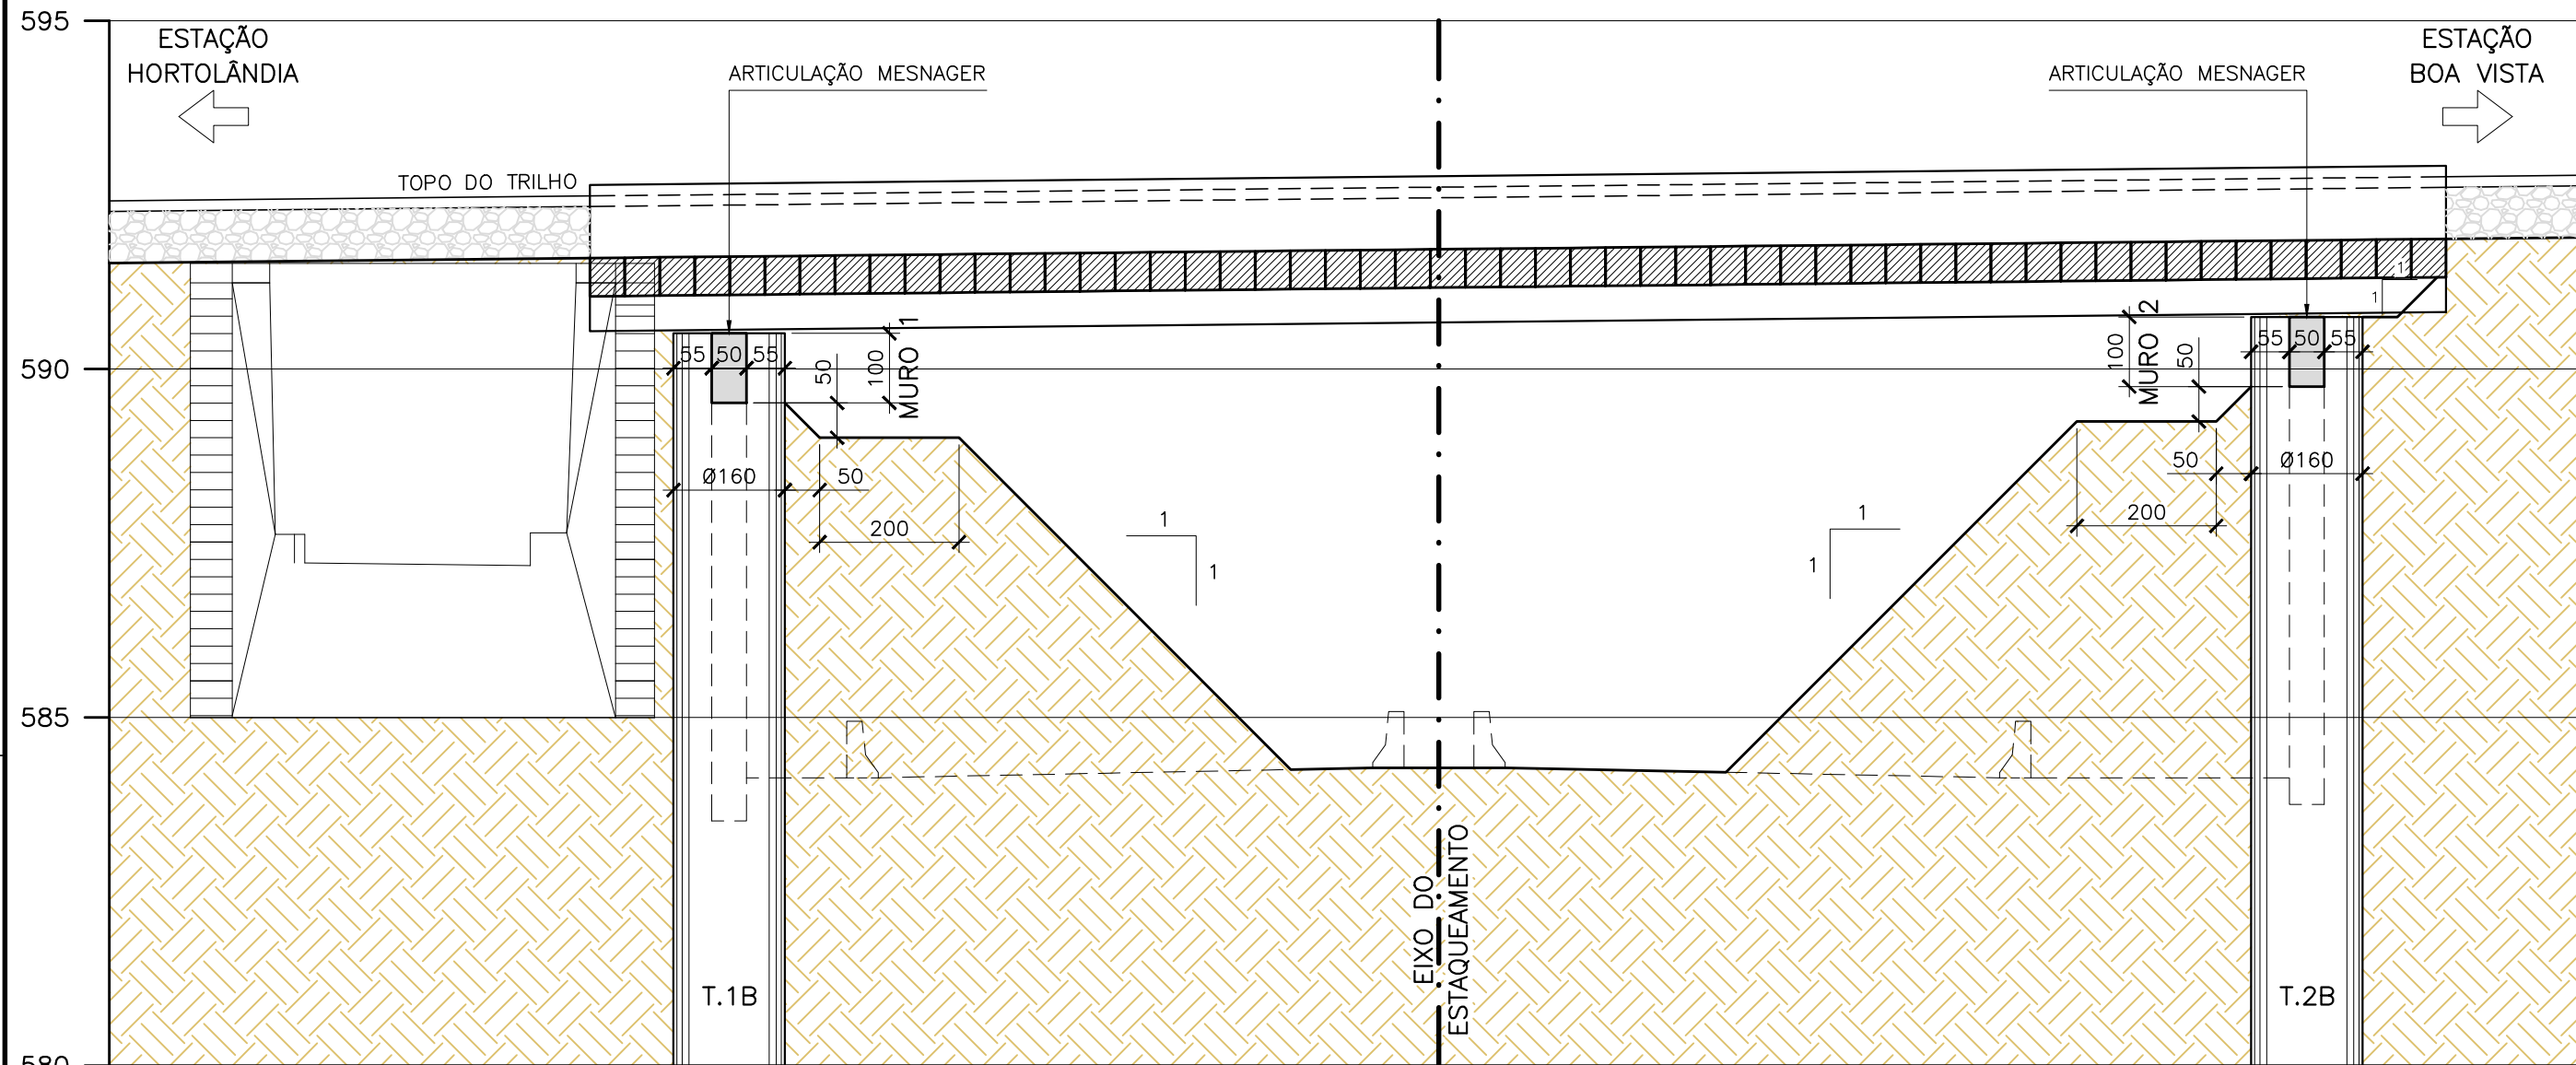 595
ESTAÇÃO
HORTOLÂNDIA
ARTICULAÇÃO MESNAGER
ARTICULAÇÃO MESNAGER
ESTAÇÃO
BOA VISTA
TOPO DO TRILHO
1
1
590
55 50 55
50
100
MURO 1
100
MURO 2
50
55 50 55
Ø160
50
50
Ø160
200
200
1
1
1
1
585
EIXO DO
ESTAQUEAMENTO
T.1B
T.2B
580